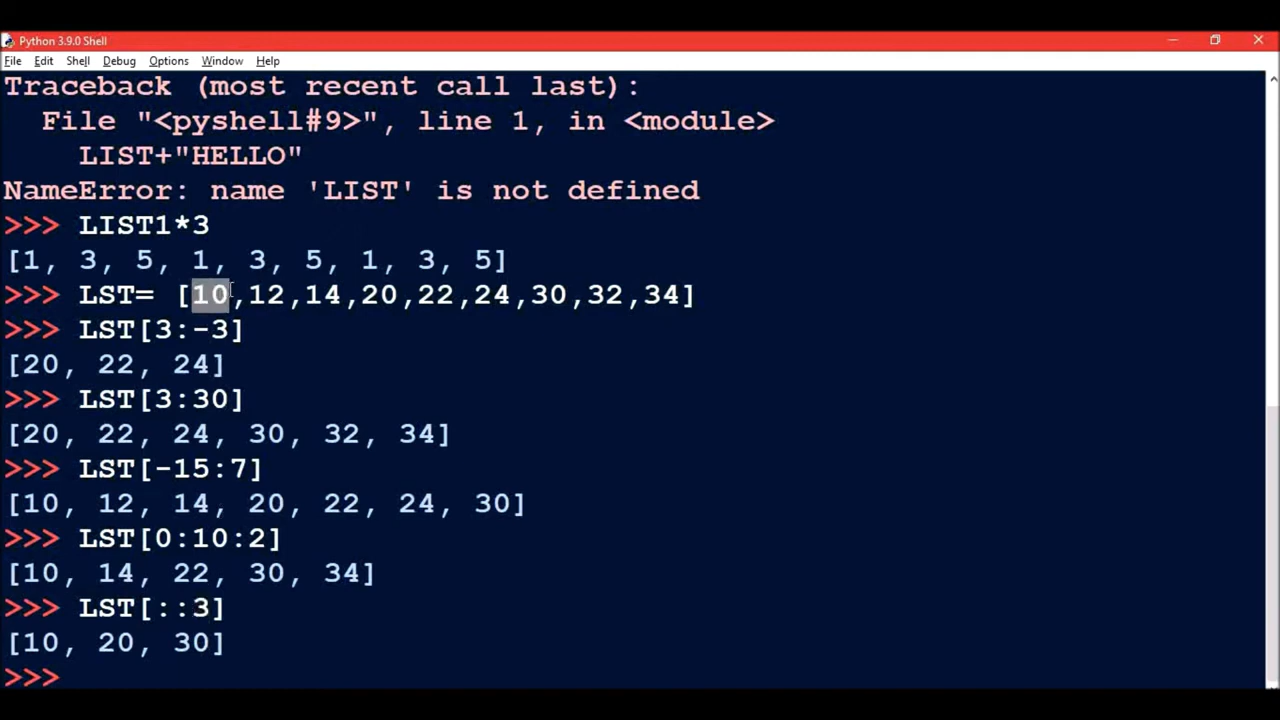 Python 3.9.0 Shell
File Edit Shell Debug Options Window Help
Traceback (most recent call last):
  File "<pyshell#9>", line 1, in <module>
    LIST+"HELLO"
NameError: name 'LIST' is not defined
>>> LIST1*3
[1, 3, 5, 1, 3, 5, 1, 3, 5]
>>> LST= [10,12,14,20,22,24,30,32,34]
>>> LST[3:-3]
[20, 22, 24]
>>> LST[3:30]
[20, 22, 24, 30, 32, 34]
>>> LST[-15:7]
[10, 12, 14, 20, 22, 24, 30]
>>> LST[0:10:2]
[10, 14, 22, 30, 34]
>>> LST[::3]
[10, 20, 30]
>>>